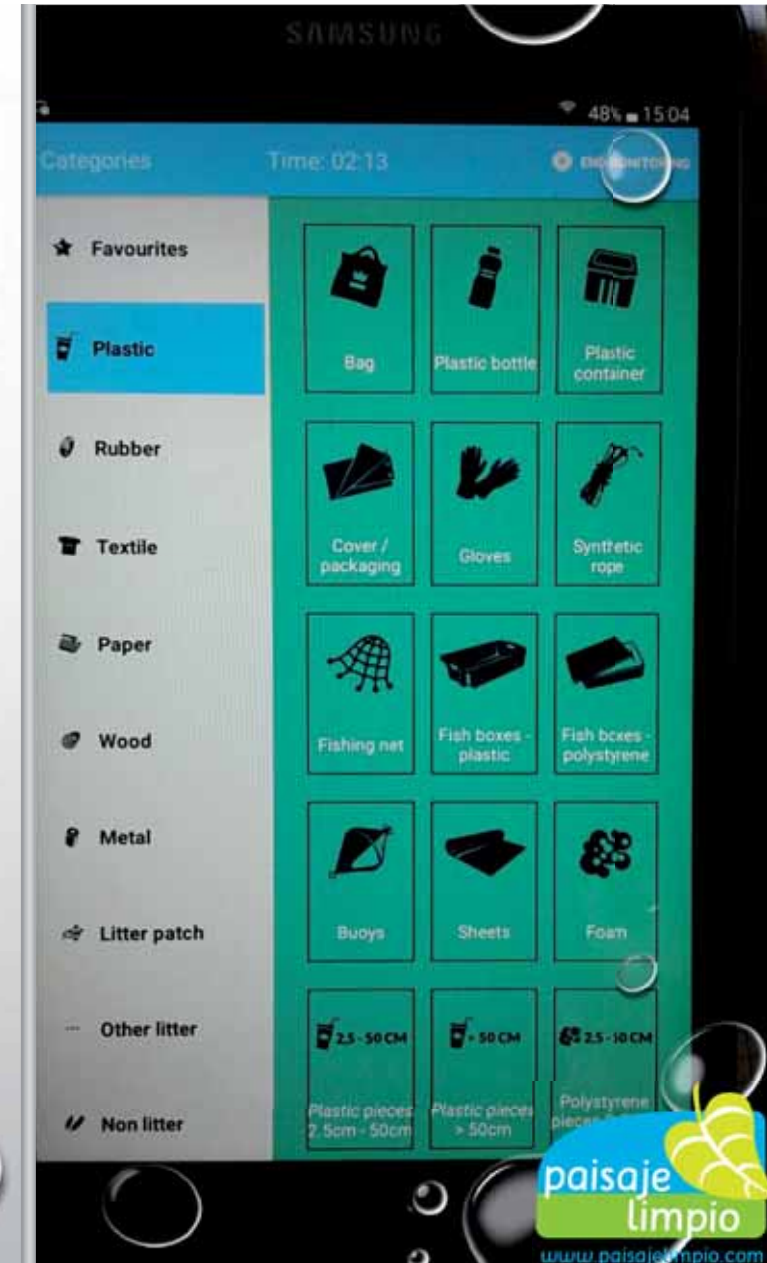 SAMSUNG
48% 15:04
Categories
Time: 02:13
Favourites
Plastic
Rubber
Textile
Paper
Wood
Metal
Litter patch
Other litter
Non litter
Bag
Plastic bottle
Plastic
container
Cover /
packaging
Gloves
Synthetic
rope
Fishing net
Fish boxes -
plastic
Fish boxes -
polystyrene
Buoys
Sheets
Foam
2,5 - 50 CM
Plastic pieces
2.5cm - 50cm
> 50 CM
Plastic pieces
> 50cm
2,5 - 10 CM
Polystyrene
pieces
paisaje
limpio
www.paisajelimpio.com